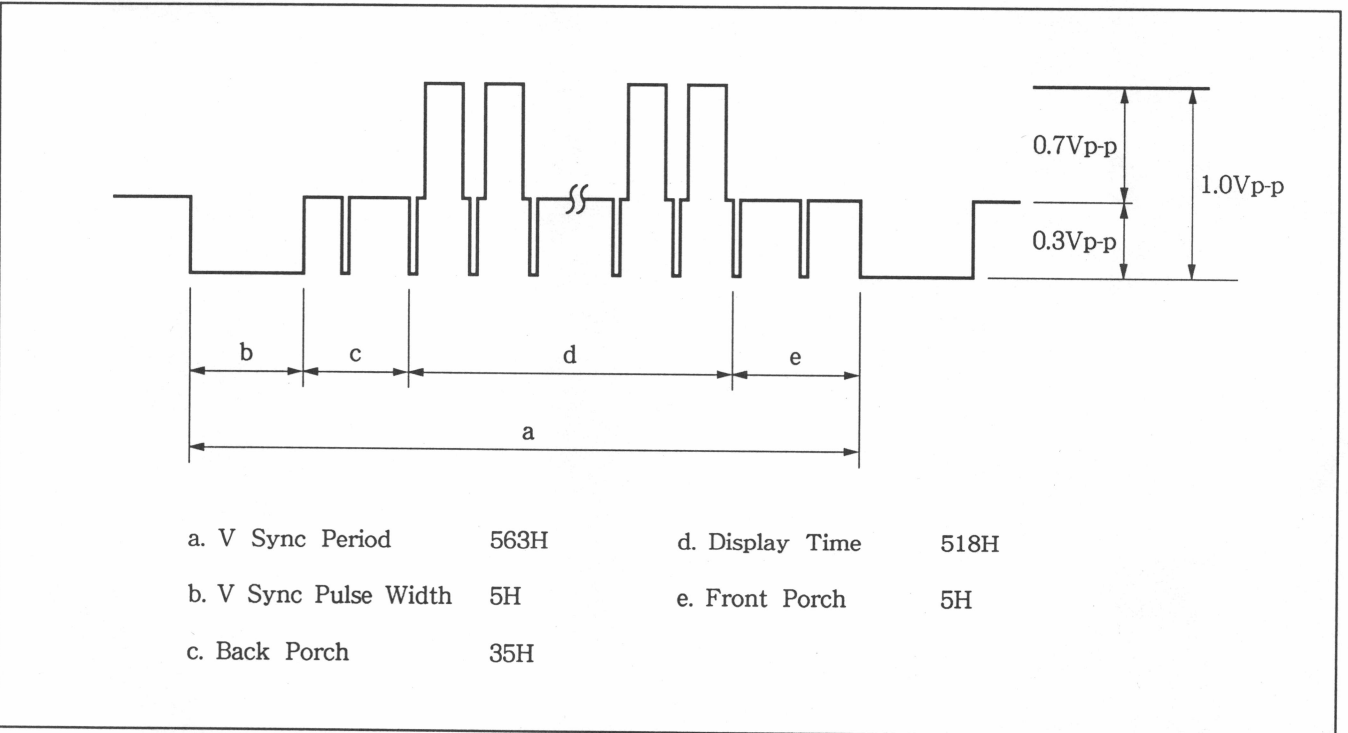 0.7Vp-p
1.0Vp-p
0.3Vp-p
b c d e
a
a. V Sync Period 563H
b. V Sync Pulse Width 5H
c. Back Porch 35H
d. Display Time 518H
e. Front Porch 5H